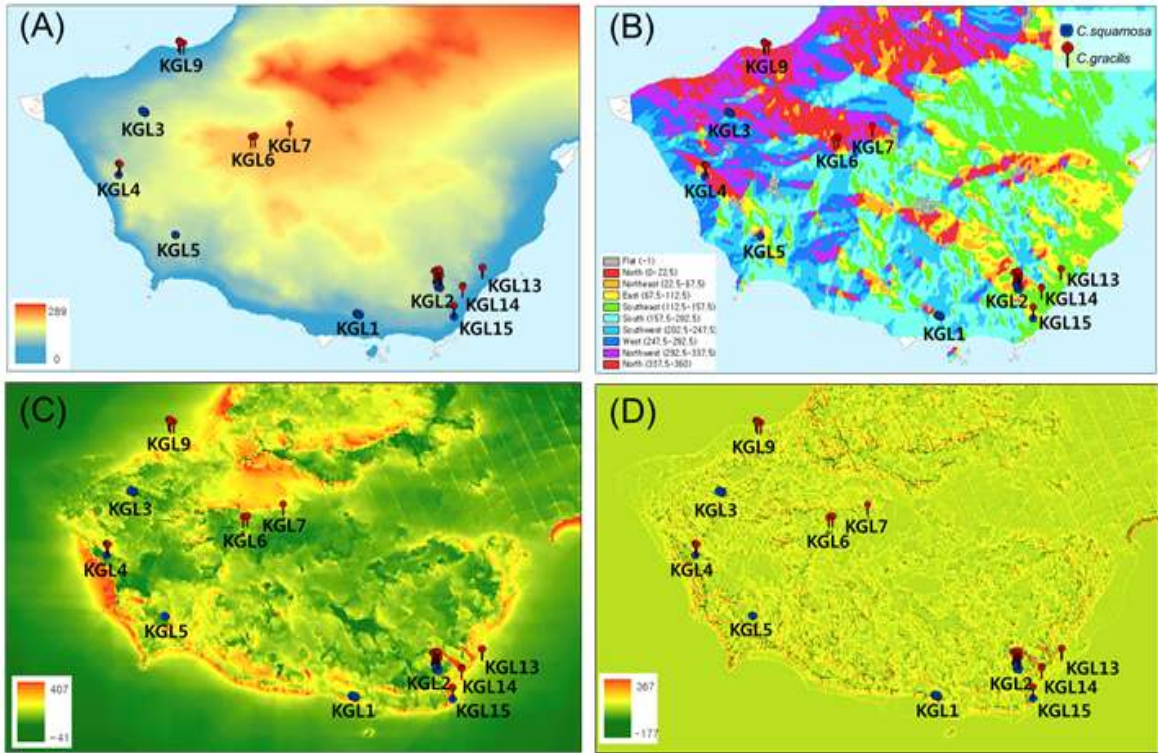 (A)
KGL9
KGL3
KGL7
KGL6
KGL4
KGL5
KGL13
KGL2
KGL14
KGL1
KGL15
289
0
(B)
C.squamosa
C.gracilis
KGL9
KGL3
KGL7
KGL6
KGL4
KGL5
KGL13
KGL2
KGL14
KGL1
KGL15
Flat (-1)
North (0-22.5)
Northeast (22.5-67.5)
East (67.5-112.5)
Southeast (112.5-157.5)
South (157.5-202.5)
Southwest (202.5-247.5)
West (247.5-292.5)
Northwest (292.5-337.5)
North (337.5-360)
(C)
KGL9
KGL3
KGL7
KGL6
KGL4
KGL5
KGL13
KGL2
KGL14
KGL1
KGL15
407
-41
(D)
KGL9
KGL3
KGL7
KGL6
KGL4
KGL5
KGL13
KGL2
KGL14
KGL1
KGL15
367
-177